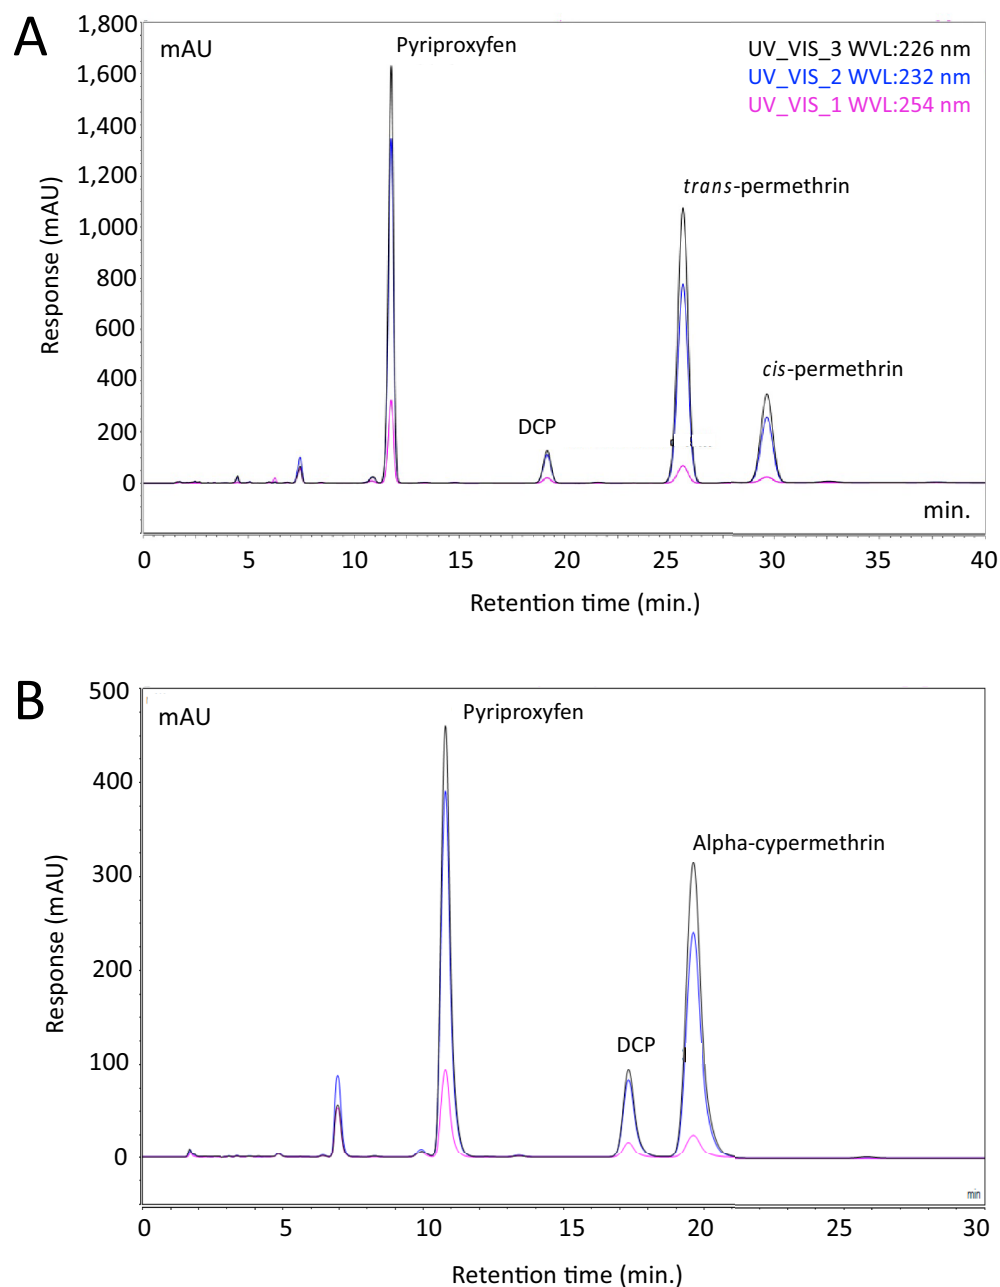 A
mAU
Pyriproxyfen
UV_VIS_3 WVL:226 nm
UV_VIS_2 WVL:232 nm
UV_VIS_1 WVL:254 nm
trans-permethrin
cis-permethrin
DCP
Response (mAU)
1,800
1,600
1,400
1,200
1,000
800
600
400
200
0
min.
0 5 10 15 20 25 30 35 40
Retention time (min.)
B
mAU
Pyriproxyfen
Alpha-cypermethrin
DCP
Response (mAU)
500
400
300
200
100
0
min
0 5 10 15 20 25 30
Retention time (min.)